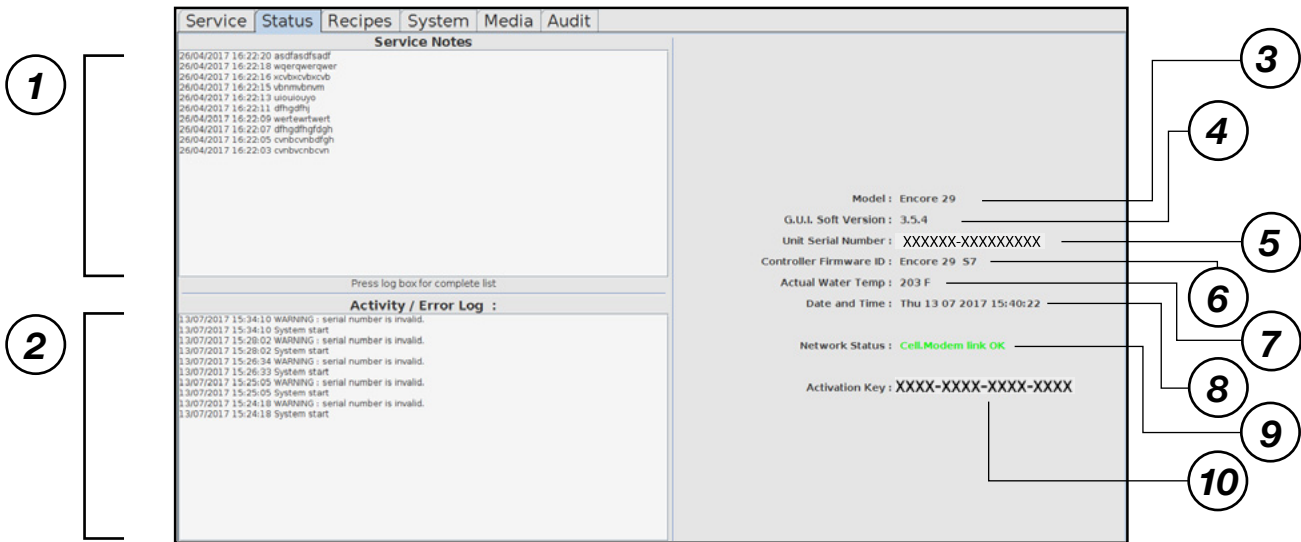 Service Status Recipes System Media Audit
Service Notes
26/04/2017 16:22:20 asdfasdfsadf
26/04/2017 16:22:18 wqerqwerqwer
26/04/2017 16:22:16 xcvbxcvbxcvb
26/04/2017 16:22:15 vbnmvbnvm
26/04/2017 16:22:13 uiouiouyo
26/04/2017 16:22:11 dfhgdfhj
26/04/2017 16:22:09 wertewrtwert
26/04/2017 16:22:07 dfhgdfhgfdgh
26/04/2017 16:22:05 cvnbcvnbdfgh
26/04/2017 16:22:03 cvnbvcnbcvn
Press log box for complete list
Activity / Error Log :
13/07/2017 15:34:10 WARNING : serial number is invalid.
13/07/2017 15:34:10 System start
13/07/2017 15:28:02 WARNING : serial number is invalid.
13/07/2017 15:28:02 System start
13/07/2017 15:26:34 WARNING : serial number is invalid.
13/07/2017 15:26:33 System start
13/07/2017 15:25:05 WARNING : serial number is invalid.
13/07/2017 15:25:05 System start
13/07/2017 15:24:18 WARNING : serial number is invalid.
13/07/2017 15:24:18 System start
Model : Encore 29
G.U.I. Soft Version : 3.5.4
Unit Serial Number : XXXXXX-XXXXXXXXX
Controller Firmware ID : Encore 29 S7
Actual Water Temp : 203 F
Date and Time : Thu 13 07 2017 15:40:22
Network Status : Cell.Modem link OK
Activation Key : XXXX-XXXX-XXXX-XXXX
1
2
3
4
5
6
7
8
9
10